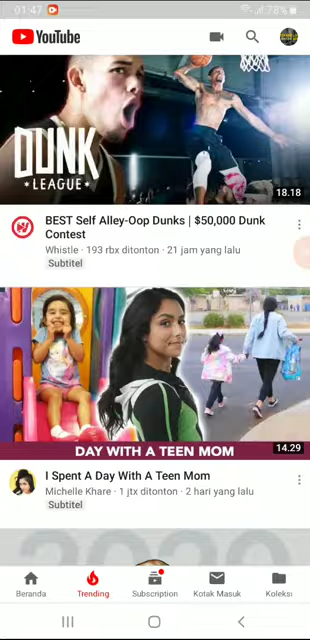 01.47
78%
YouTube
DUNK
LEAGUE
18.18
BEST Self Alley-Oop Dunks | $50,000 Dunk
Contest
Whistle · 193 rbx ditonton · 21 jam yang lalu
Subtitel
DAY WITH A TEEN MOM
14.29
I Spent A Day With A Teen Mom
Michelle Khare · 1 jtx ditonton · 2 hari yang lalu
Subtitel
Beranda
Trending
Subscription
Kotak Masuk
Koleksi